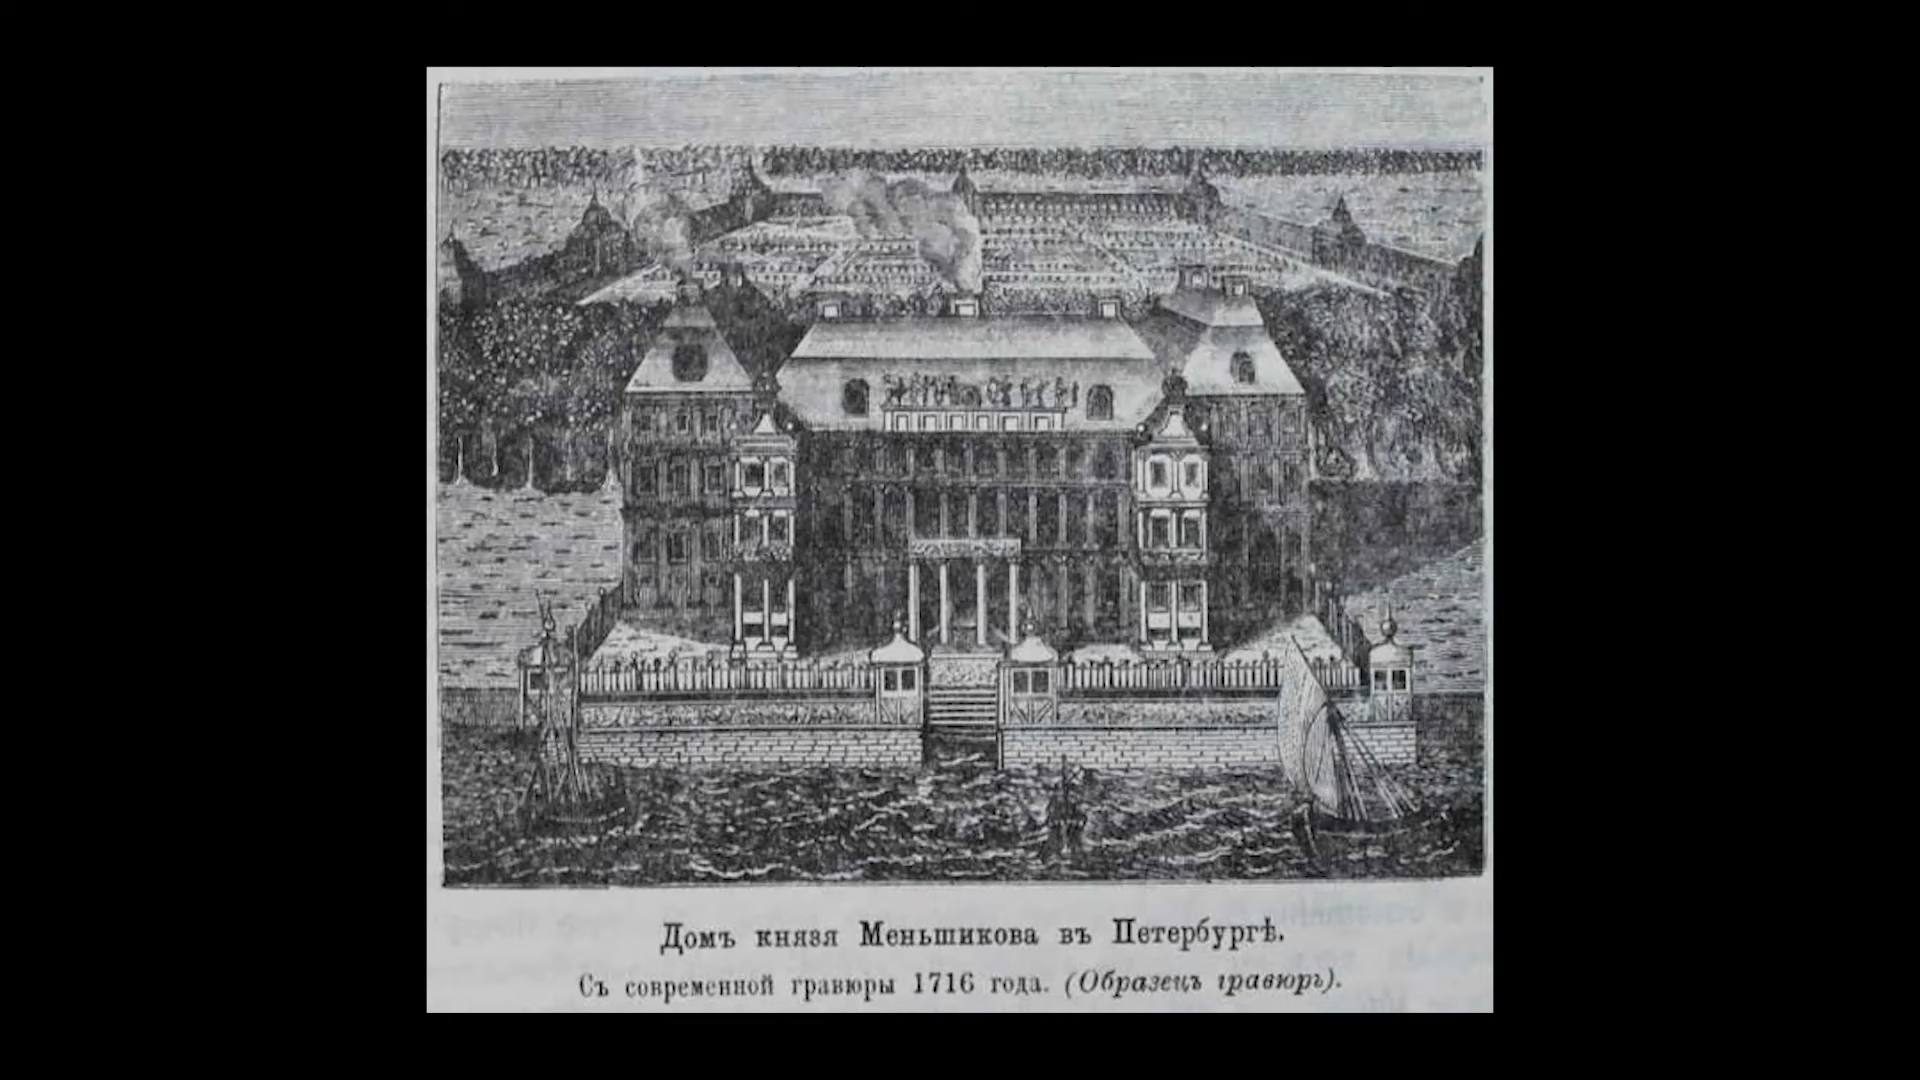 Домъ князя Меньшикова въ Петербургѣ.
Съ современной гравюры 1716 года. (Образецъ гравюръ).